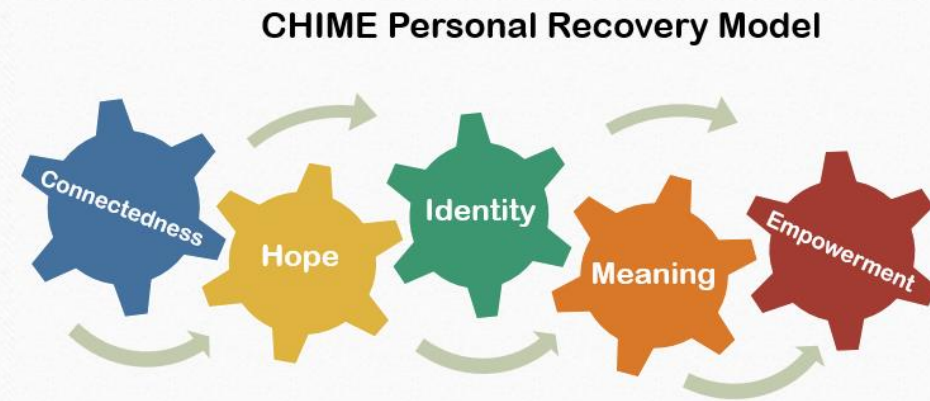 CHIME Personal Recovery Model
Connectedness
Hope
Identity
Meaning
Empowerment